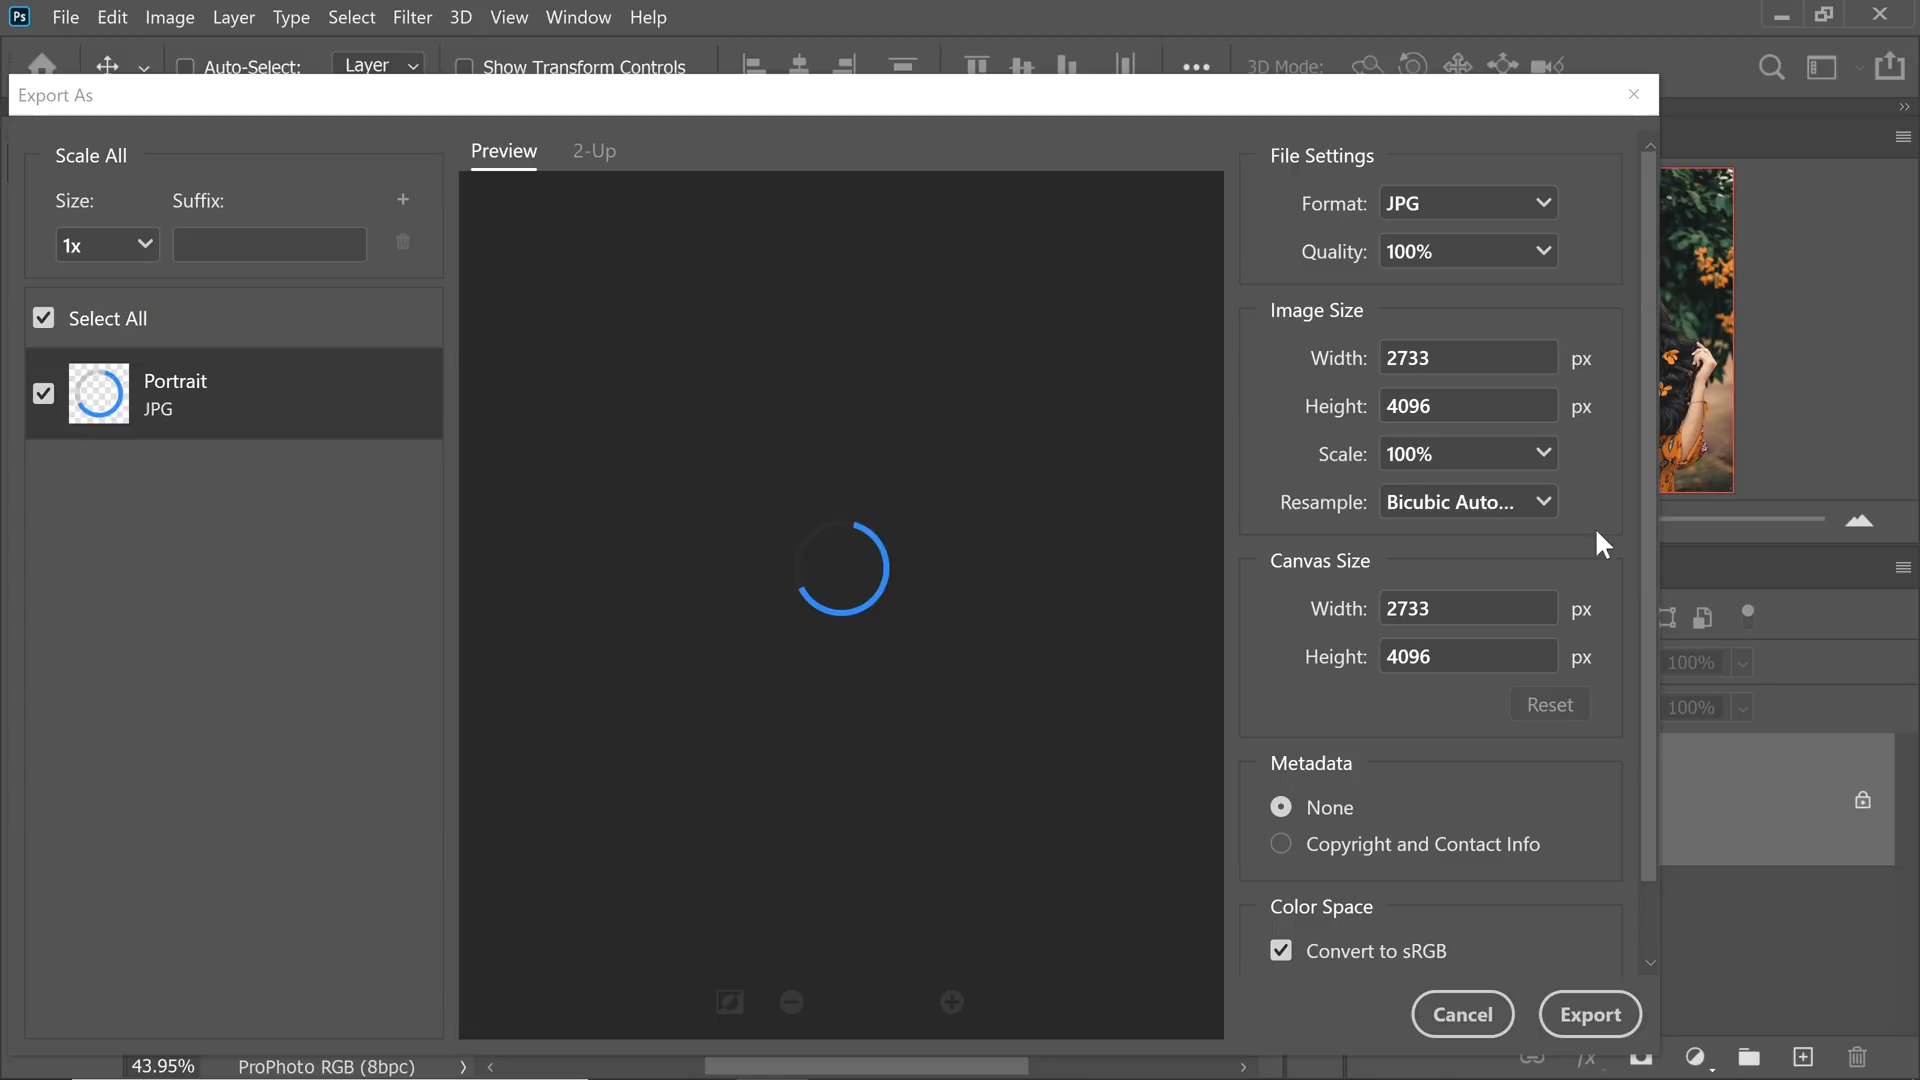 Ps File Edit Image Layer Type Select Filter 3D View Window Help
Auto-Select: Layer Show Transform Controls 3D Mode:
Export As
Scale All
Size: Suffix:
1x
Select All
Portrait
JPG
Preview 2-Up
File Settings
Format: JPG
Quality: 100%
Image Size
Width: 2733 px
Height: 4096 px
Scale: 100%
Resample: Bicubic Auto...
Canvas Size
Width: 2733 px
Height: 4096 px
Reset
Metadata
None
Copyright and Contact Info
Color Space
Convert to sRGB
Cancel Export
100%
100%
43.95% ProPhoto RGB (8bpc)
fx